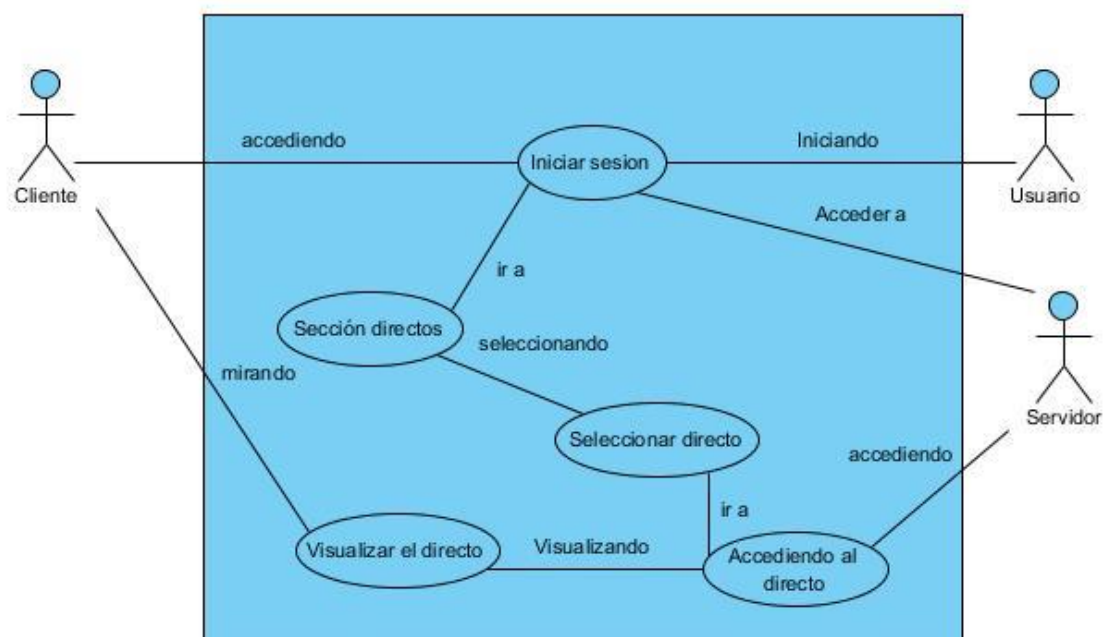 accediendo
Iniciando
Iniciar sesion
Cliente
Usuario
Acceder a
ir a
Sección directos
seleccionando
mirando
Servidor
Seleccionar directo
accediendo
ir a
Visualizar el directo
Visualizando
Accediendo al
directo